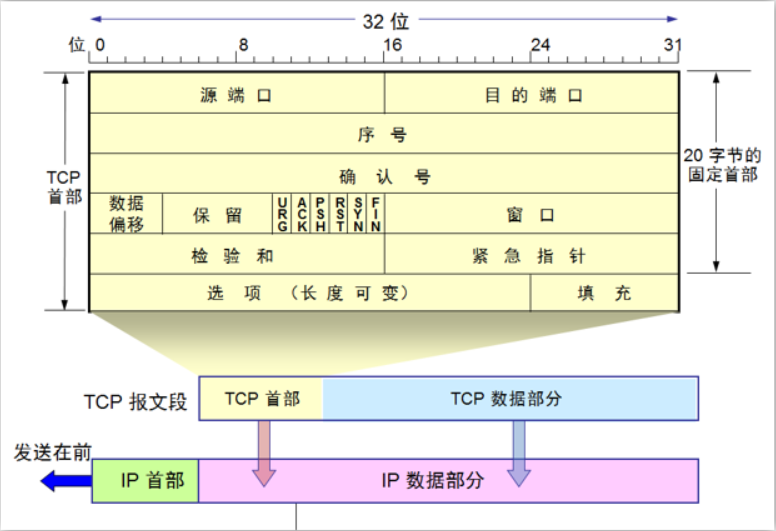 32 位
位 0 8 16 24 31
源端口 目的端口
序号
TCP 首部
确认号
20 字节的
固定首部
数据
偏移
保留
URG
ACK
PSH
RST
SYN
FIN
窗口
检验和 紧急指针
选项 （长度可变） 填充
TCP 报文段 TCP 首部 TCP 数据部分
发送在前
IP 首部 IP 数据部分